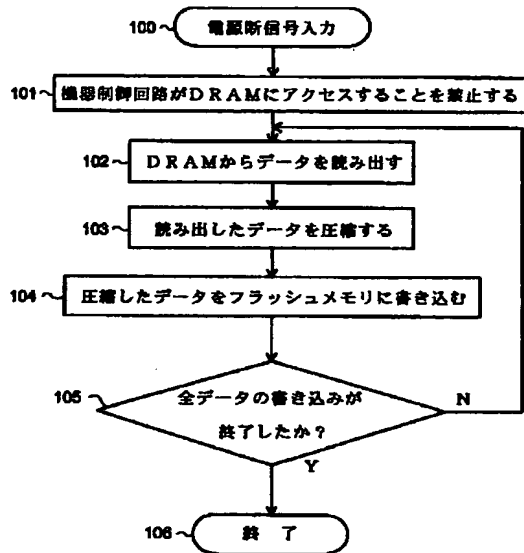 100 電源断信号入力
101 機器制御回路がDRAMにアクセスすることを禁止する
102 DRAMからデータを読み出す
103 読み出したデータを圧縮する
104 圧縮したデータをフラッシュメモリに書き込む
105 全データの書き込みが
終了したか?
N
Y
106 終 了